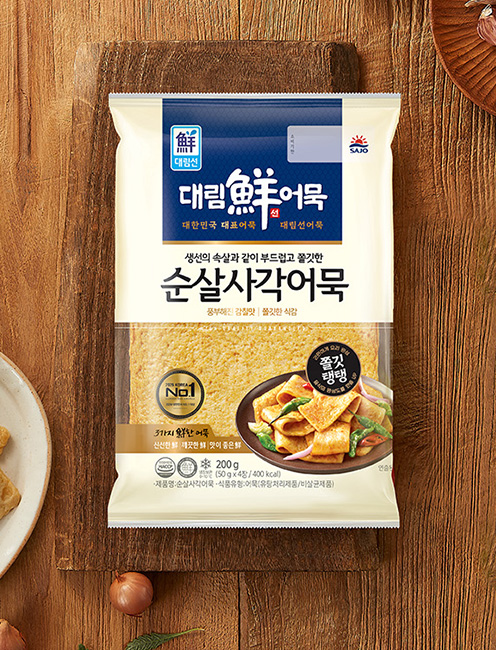 鮮
대림선
SAJO
대림鮮어묵
선
대한민국 대표어묵 대림선어묵
생선의 속살과 같이 부드럽고 쫄깃한
순살사각어묵
풍부해진 감칠맛 | 쫄깃한 식감
쫄깃
탱탱
No.1
3가지 鮮한 어묵
신선한 鮮 | 깨끗한 鮮 | 맛이 좋은 鮮
HACCP
200 g
(50 g x 4장 / 400 kcal)
·제품명:순살사각어묵 ·식품유형:어묵(유탕처리제품/비살균제품)